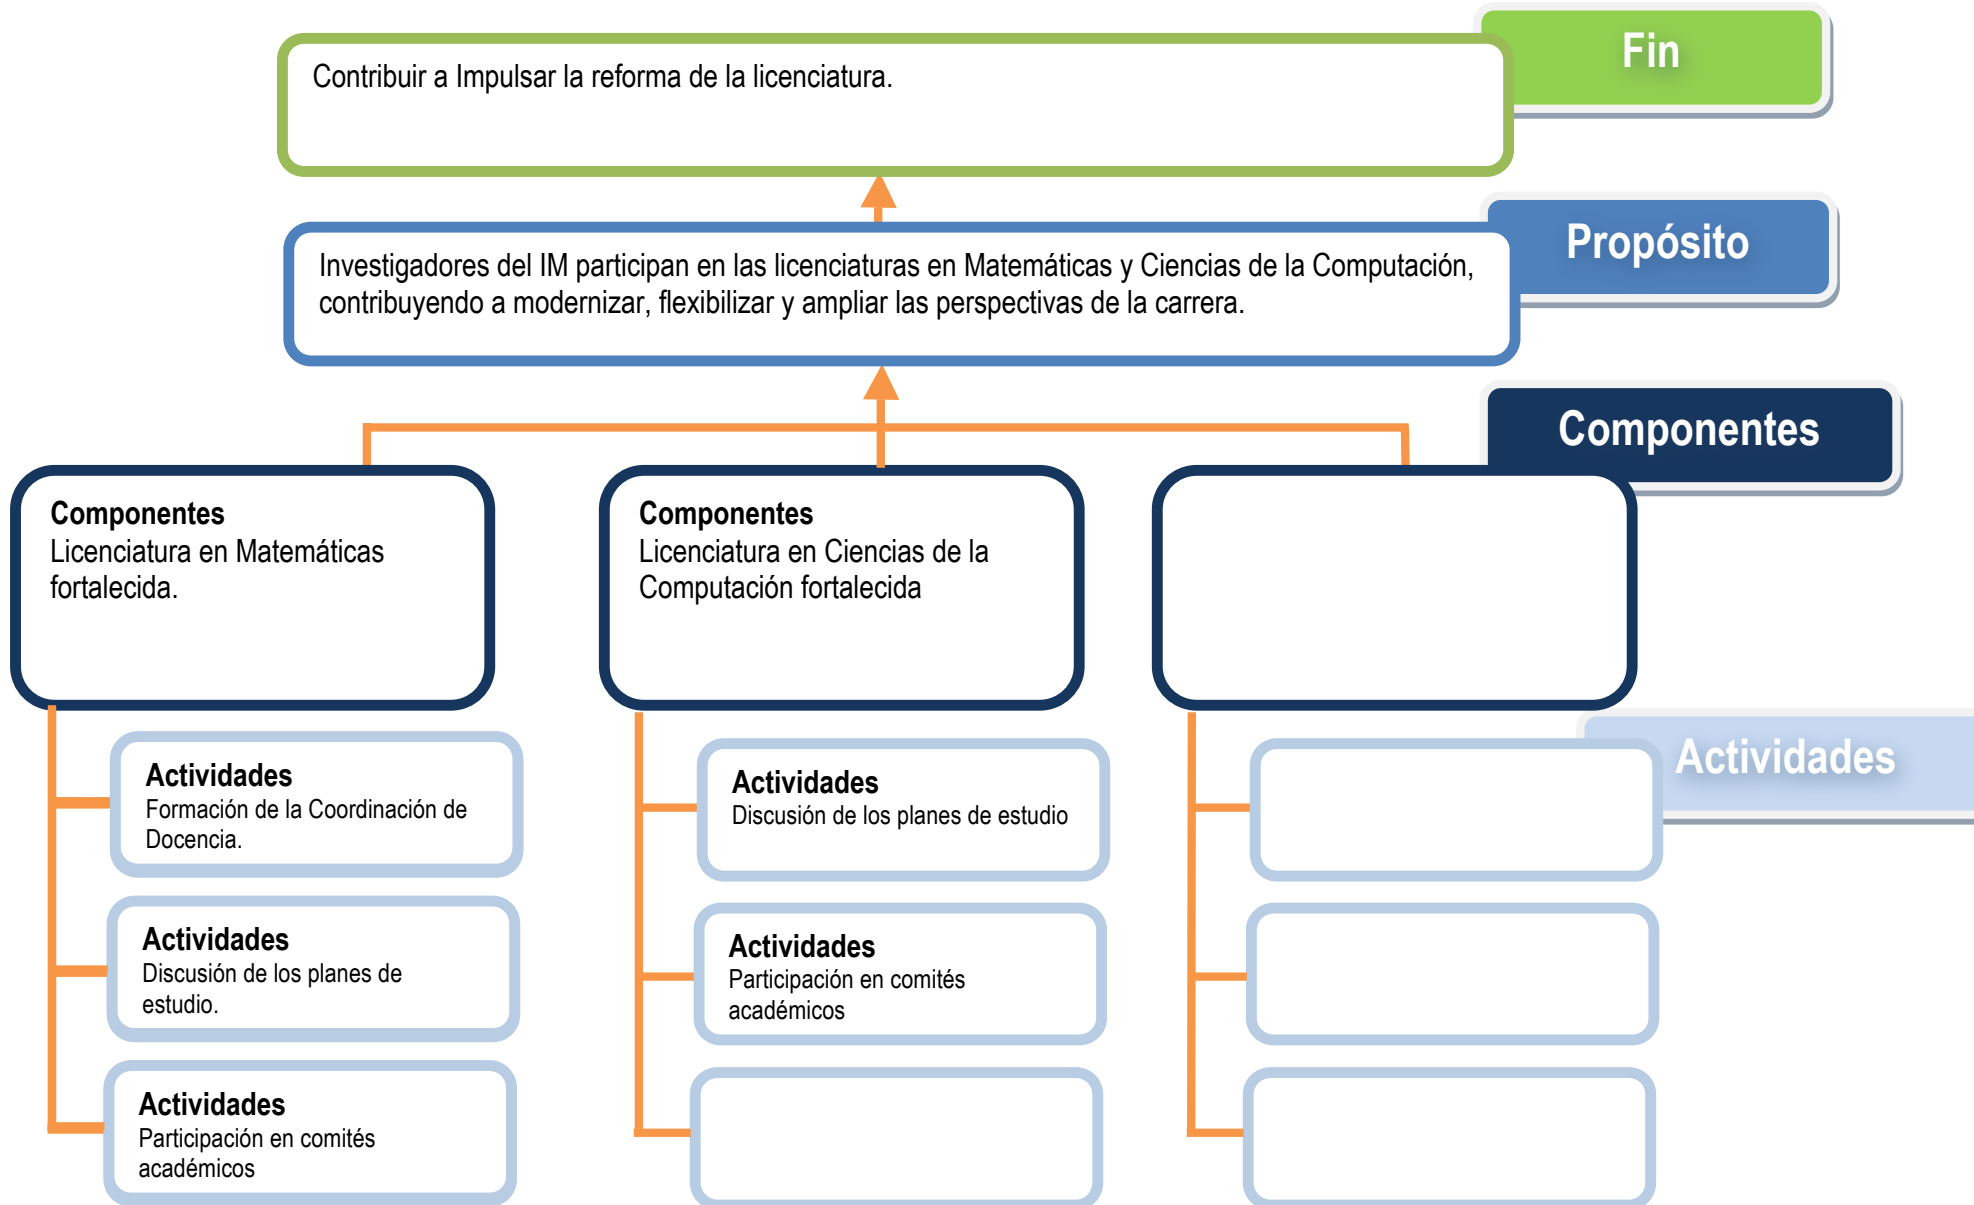 Fin
Contribuir a Impulsar la reforma de la licenciatura.
Propósito
Investigadores del IM participan en las licenciaturas en Matemáticas y Ciencias de la Computación,
contribuyendo a modernizar, flexibilizar y ampliar las perspectivas de la carrera.
Componentes
Componentes
Licenciatura en Matemáticas
fortalecida.
Componentes
Licenciatura en Ciencias de la
Computación fortalecida
Actividades
Actividades
Formación de la Coordinación de
Docencia.
Actividades
Discusión de los planes de
estudio.
Actividades
Participación en comités
académicos
Actividades
Discusión de los planes de estudio
Actividades
Participación en comités
académicos